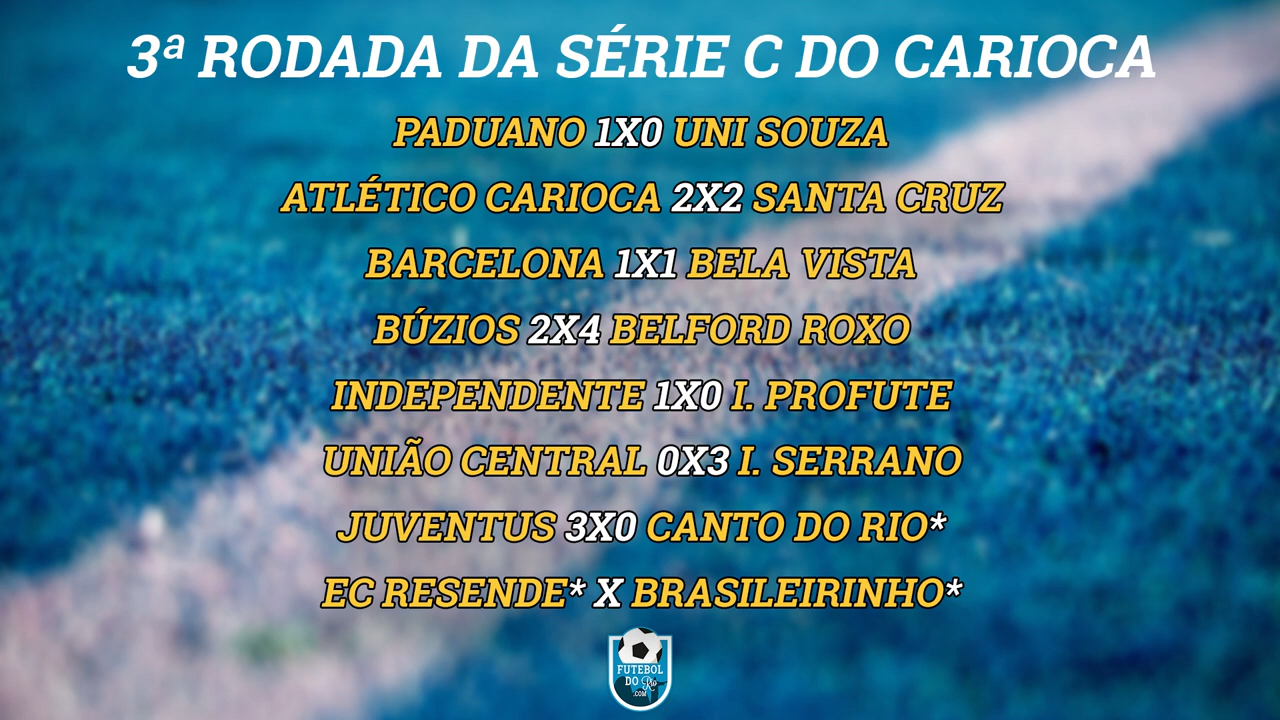 3ª RODADA DA SÉRIE C DO CARIOCA
PADUANO 1X0 UNI SOUZA
ATLÉTICO CARIOCA 2X2 SANTA CRUZ
BARCELONA 1X1 BELA VISTA
BÚZIOS 2X4 BELFORD ROXO
INDEPENDENTE 1X0 I. PROFUTE
UNIÃO CENTRAL 0X3 I. SERRANO
JUVENTUS 3X0 CANTO DO RIO*
EC RESENDE* X BRASILEIRINHO*
FUTEBOL
DO Rio
.COM